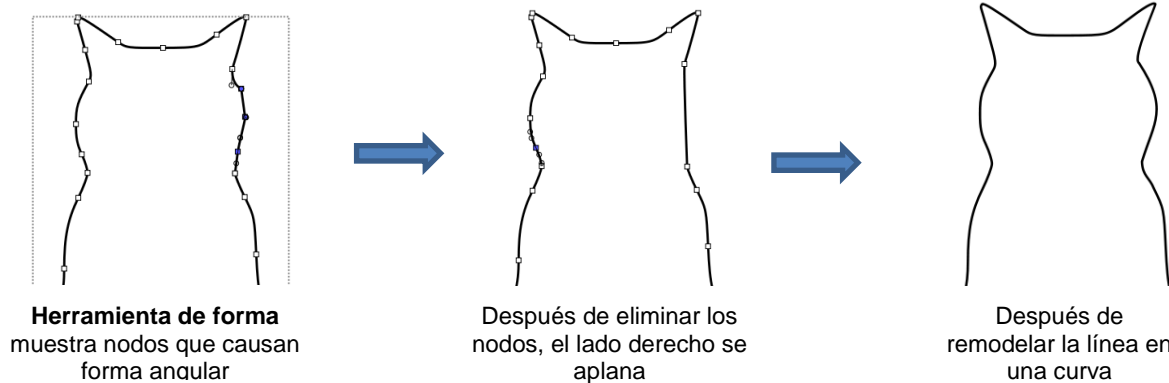 Herramienta de forma
muestra nodos que causan
forma angular
Después de eliminar los
nodos, el lado derecho se
aplana
Después de
remodelar la línea en
una curva